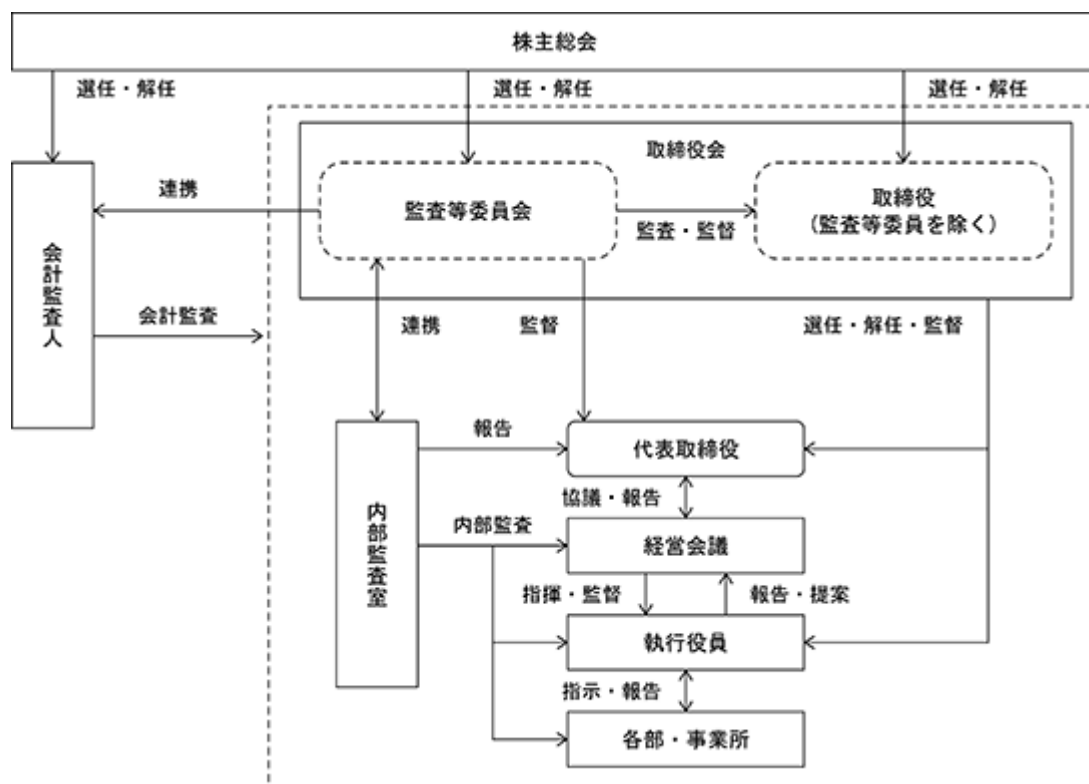 株主総会
選任・解任
選任・解任
選任・解任
取締役会
監査等委員会
取締役
（監査等委員を除く）
連携
監査・監督
会計監査人
会計監査
連携
監督
選任・解任・監督
報告
代表取締役
協議・報告
内部監査室
内部監査
経営会議
指揮・監督
報告・提案
執行役員
指示・報告
各部・事業所